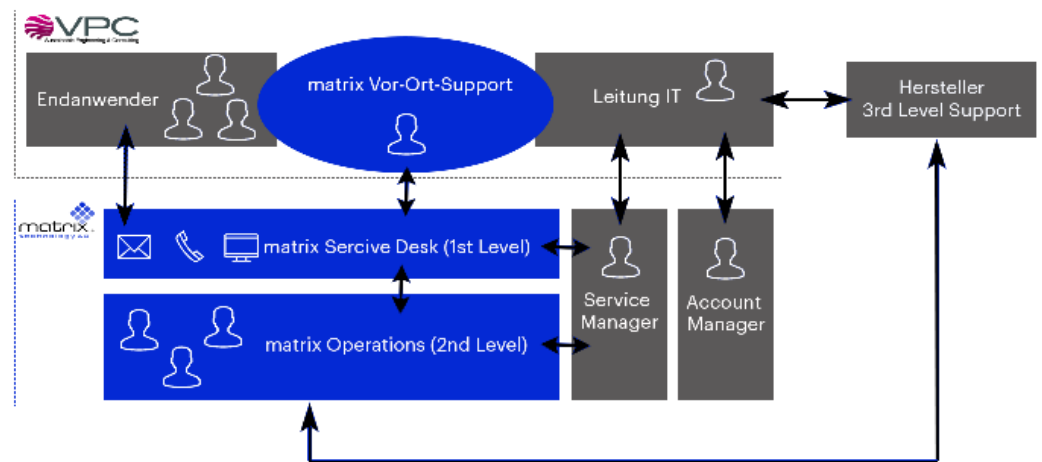 VPC
Endanwender
matrix Vor-Ort-Support
Leitung IT
Hersteller
3rd Level Support
matrix
matrix Sercive Desk (1st Level)
Service
Manager
Account
Manager
matrix Operations (2nd Level)